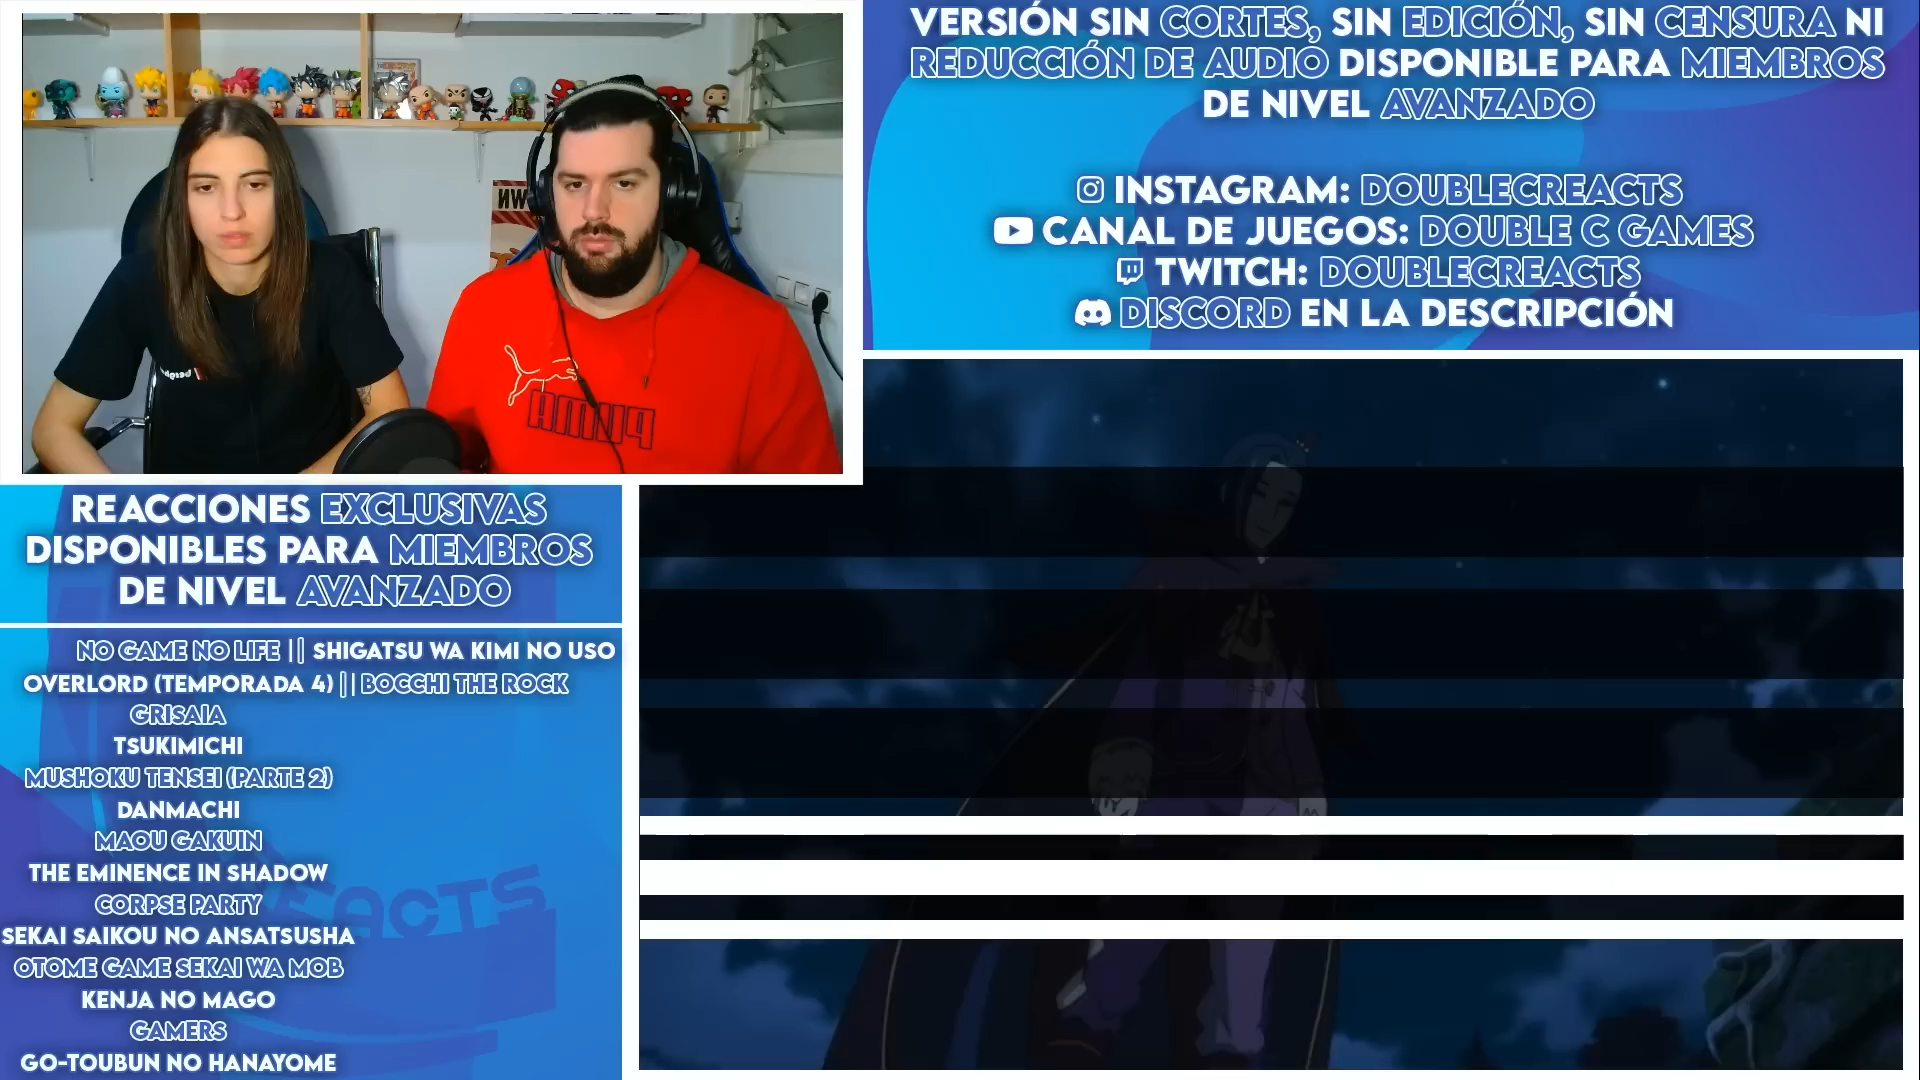 VERSIÓN SIN CORTES, SIN EDICIÓN, SIN CENSURA NI
REDUCCIÓN DE AUDIO DISPONIBLE PARA MIEMBROS
DE NIVEL AVANZADO
INSTAGRAM: DOUBLECREACTS
CANAL DE JUEGOS: DOUBLE C GAMES
TWITCH: DOUBLECREACTS
DISCORD EN LA DESCRIPCIÓN
PUMA
REACCIONES EXCLUSIVAS
DISPONIBLES PARA MIEMBROS
DE NIVEL AVANZADO
NO GAME NO LIFE || SHIGATSU WA KIMI NO USO
OVERLORD (TEMPORADA 4) || BOCCHI THE ROCK
GRISAIA
TSUKIMICHI
MUSHOKU TENSEI (PARTE 2)
DANMACHI
MAOU GAKUIN
THE EMINENCE IN SHADOW
CORPSE PARTY
SEKAI SAIKOU NO ANSATSUSHA
OTOME GAME SEKAI WA MOB
KENJA NO MAGO
GAMERS
GO-TOUBUN NO HANAYOME